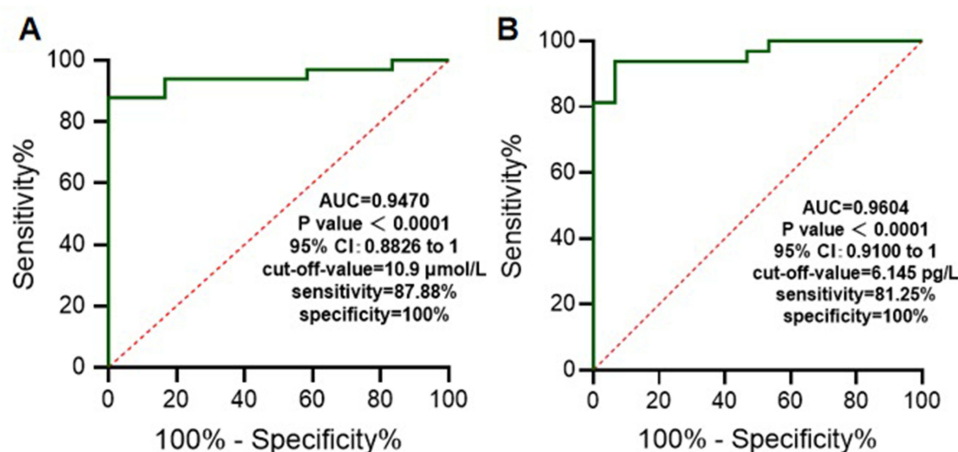 A
Sensitivity%
100
80
60
40
20
0
AUC=0.9470
P value < 0.0001
95% CI:0.8826 to 1
cut-off-value=10.9 μmol/L
sensitivity=87.88%
specificity=100%
0 20 40 60 80 100
100% - Specificity%
B
Sensitivity%
100
80
60
40
20
0
AUC=0.9604
P value < 0.0001
95% CI:0.9100 to 1
cut-off-value=6.145 pg/L
sensitivity=81.25%
specificity=100%
0 20 40 60 80 100
100% - Specificity%